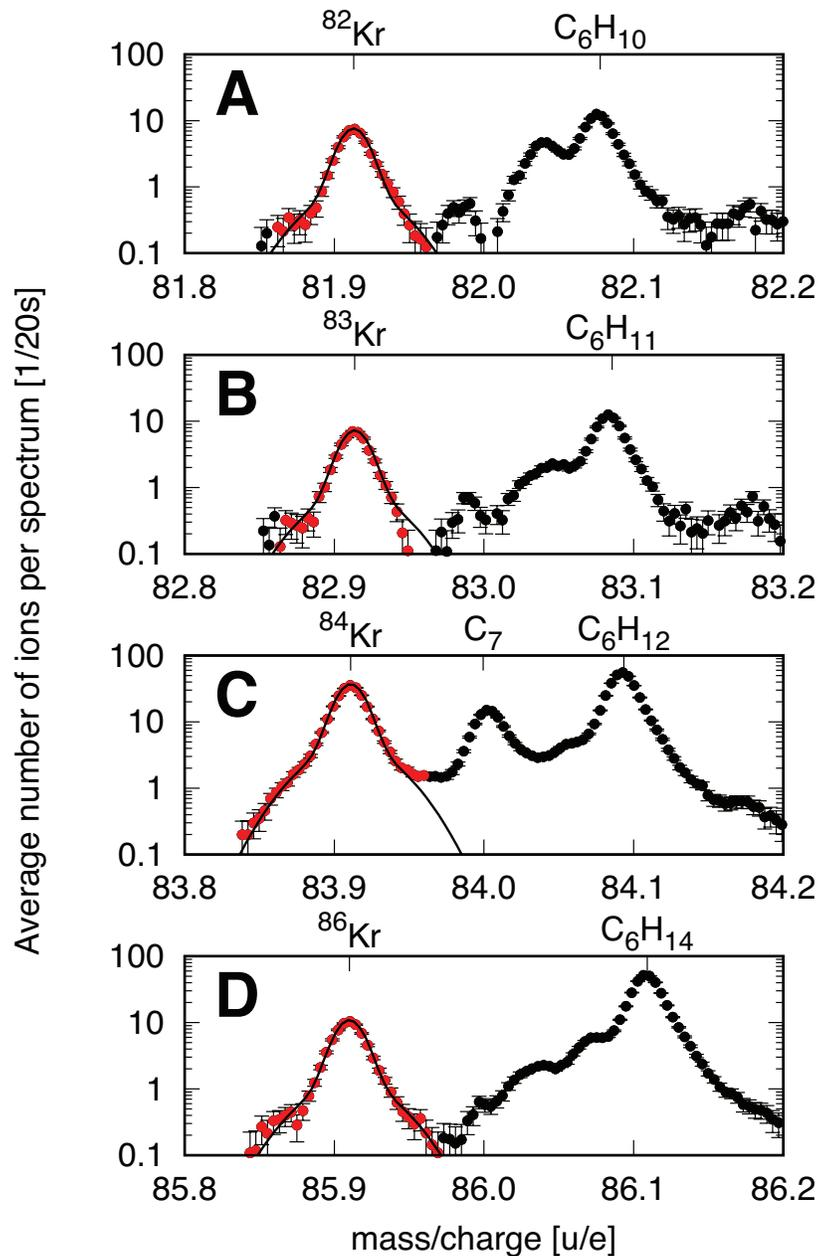 ⁸²Kr C₆H₁₀
A
100
10
1
0.1
81.8 81.9 82.0 82.1 82.2
⁸³Kr C₆H₁₁
B
100
10
1
0.1
82.8 82.9 83.0 83.1 83.2
⁸⁴Kr C₇ C₆H₁₂
C
100
10
1
0.1
83.8 83.9 84.0 84.1 84.2
⁸⁶Kr C₆H₁₄
D
100
10
1
0.1
85.8 85.9 86.0 86.1 86.2
mass/charge [u/e]
Average number of ions per spectrum [1/20s]